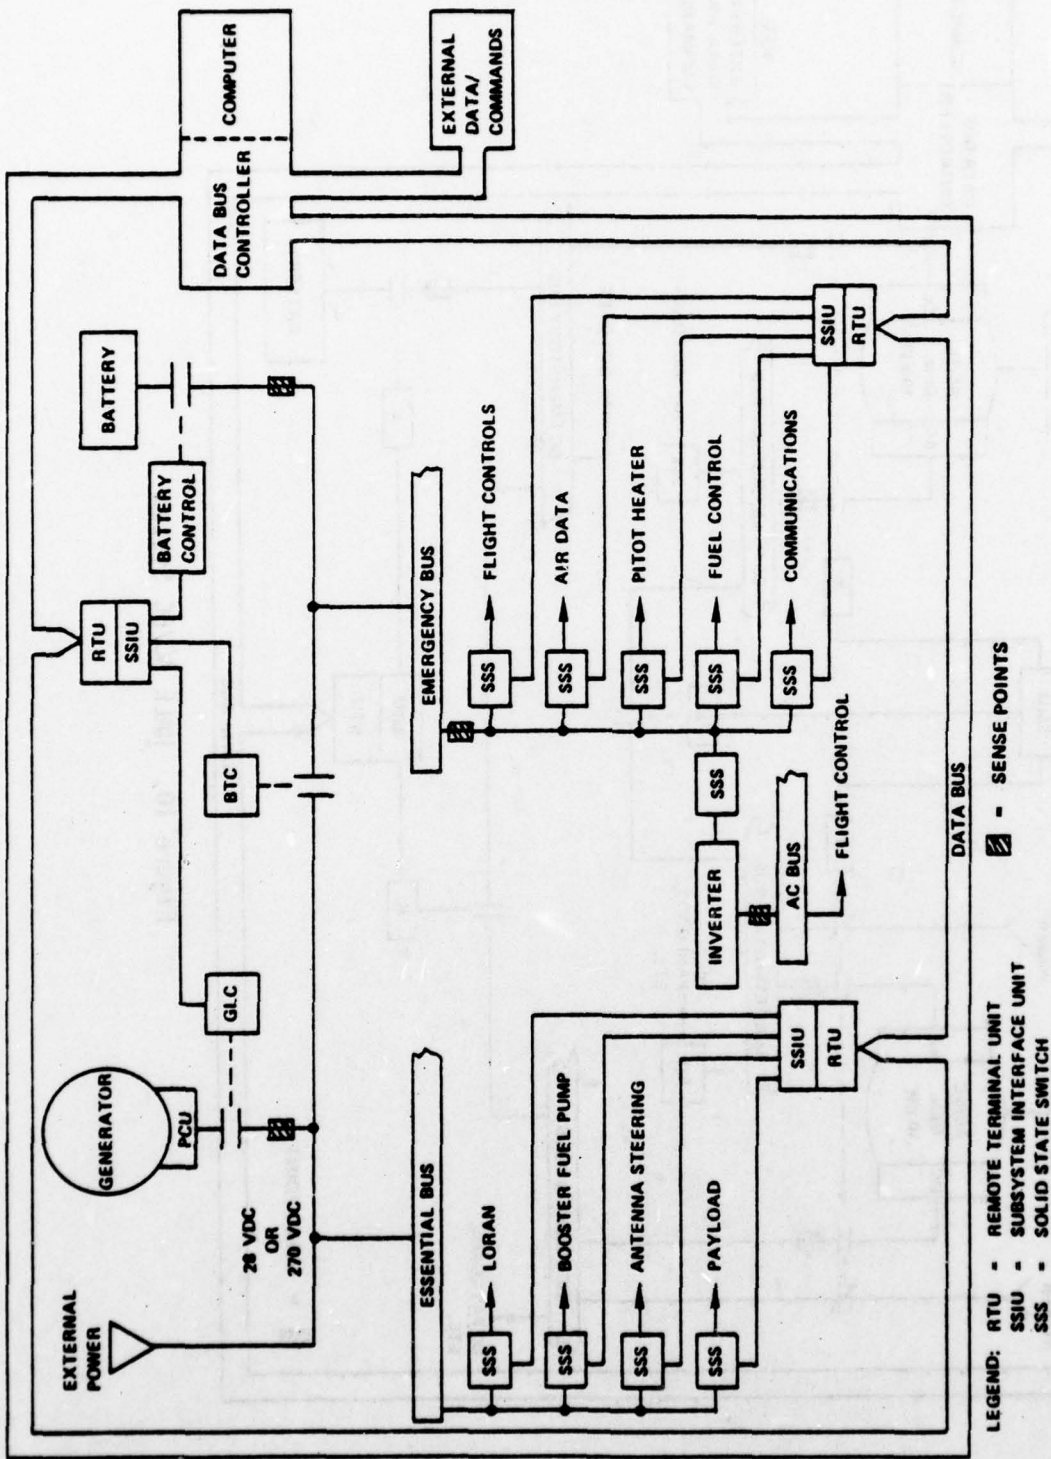 EXTERNAL
POWER
GENERATOR
PCU
28 VDC
OR
270 VDC
GLC
BTC
RTU
SSIU
BATTERY
CONTROL
BATTERY
DATA BUS
CONTROLLER
COMPUTER
EXTERNAL
DATA/
COMMANDS
ESSENTIAL BUS
SSS
LORAN
SSS
BOOSTER FUEL PUMP
SSS
ANTENNA STEERING
SSS
PAYLOAD
SSIU
RTU
EMERGENCY BUS
SSS
FLIGHT CONTROLS
SSS
AIR DATA
SSS
PITOT HEATER
SSS
FUEL CONTROL
SSS
COMMUNICATIONS
SSIU
RTU
SSS
INVERTER
AC BUS
FLIGHT CONTROL
DATA BUS
LEGEND: RTU - REMOTE TERMINAL UNIT
SSIU = SUBSYSTEM INTERFACE UNIT
SSS = SOLID STATE SWITCH
- SENSE POINTS